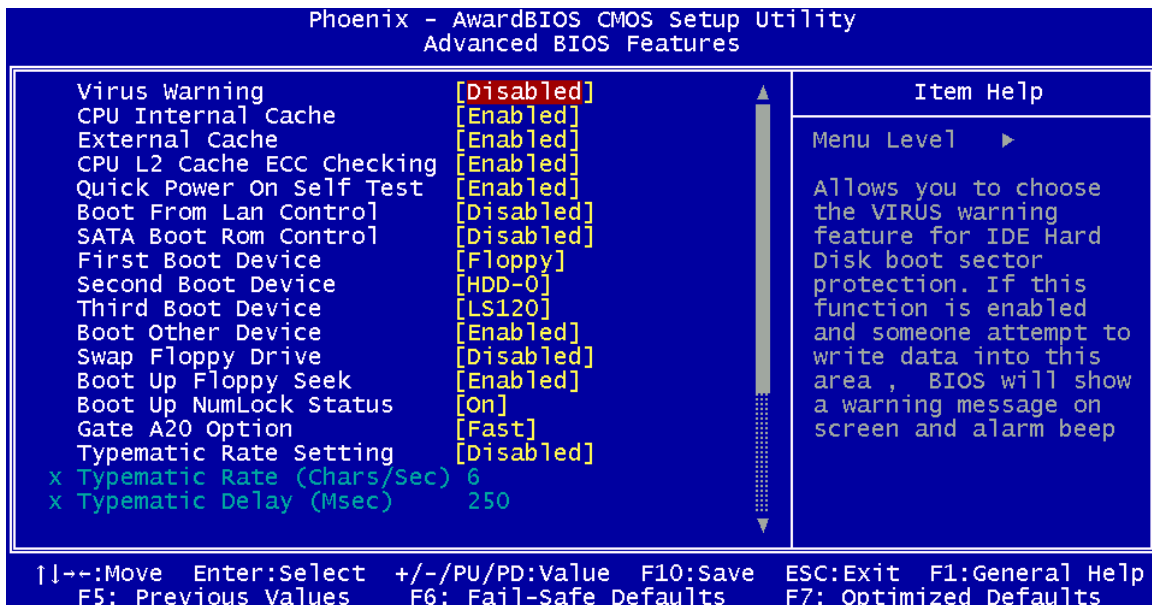 Phoenix - AwardBIOS CMOS Setup Utility
Advanced BIOS Features
Virus Warning [Disabled]
CPU Internal Cache [Enabled]
External Cache [Enabled]
CPU L2 Cache ECC Checking [Enabled]
Quick Power On Self Test [Enabled]
Boot From Lan Control [Disabled]
SATA Boot Rom Control [Disabled]
First Boot Device [Floppy]
Second Boot Device [HDD-0]
Third Boot Device [LS120]
Boot Other Device [Enabled]
Swap Floppy Drive [Disabled]
Boot Up Floppy Seek [Enabled]
Boot Up NumLock Status [On]
Gate A20 Option [Fast]
Typematic Rate Setting [Disabled]
x Typematic Rate (Chars/Sec) 6
x Typematic Delay (Msec) 250
Item Help
Menu Level ▶
Allows you to choose
the VIRUS warning
feature for IDE Hard
Disk boot sector
protection. If this
function is enabled
and someone attempt to
write data into this
area , BIOS will show
a warning message on
screen and alarm beep
↑↓→←:Move Enter:Select +/-/PU/PD:Value F10:Save ESC:Exit F1:General Help
F5: Previous Values F6: Fail-Safe Defaults F7: Optimized Defaults